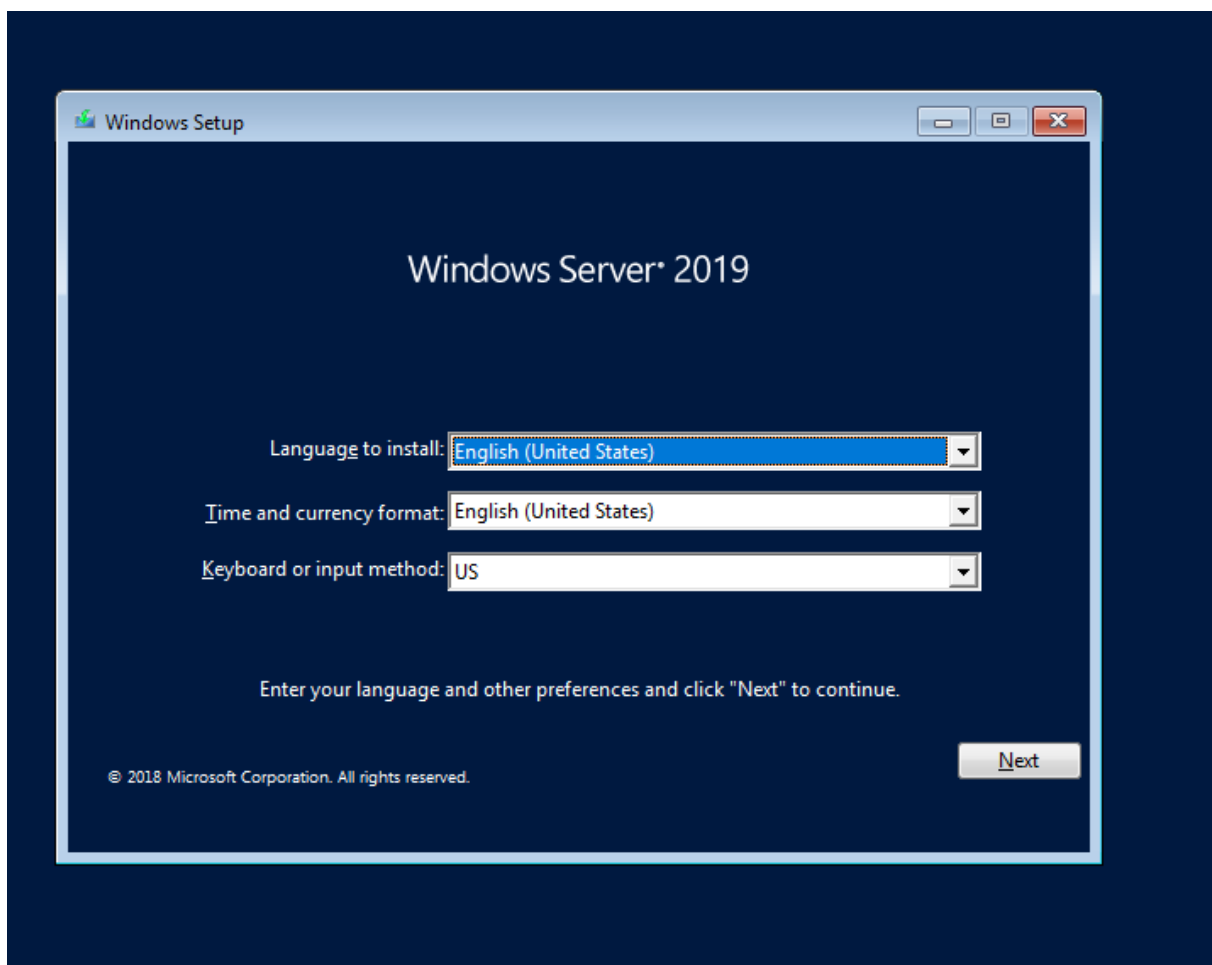 Windows Setup
Windows Server® 2019
Language to install: English (United States)
Time and currency format: English (United States)
Keyboard or input method: US
Enter your language and other preferences and click "Next" to continue.
Next
© 2018 Microsoft Corporation. All rights reserved.